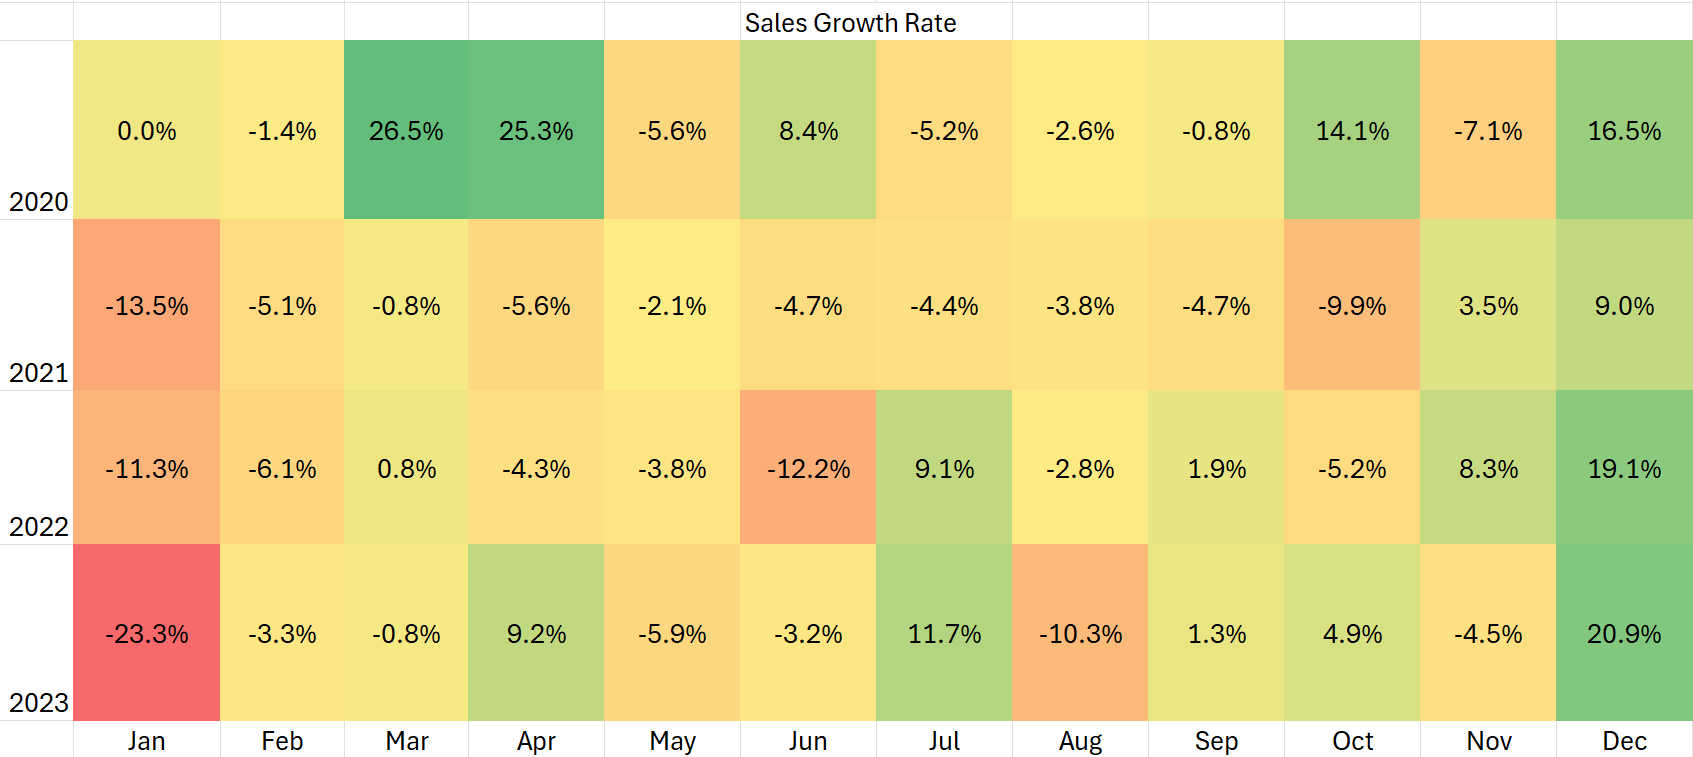 Sales Growth Rate
0.0% -1.4% 26.5% 25.3% -5.6% 8.4% -5.2% -2.6% -0.8% 14.1% -7.1% 16.5%
2020
-13.5% -5.1% -0.8% -5.6% -2.1% -4.7% -4.4% -3.8% -4.7% -9.9% 3.5% 9.0%
2021
-11.3% -6.1% 0.8% -4.3% -3.8% -12.2% 9.1% -2.8% 1.9% -5.2% 8.3% 19.1%
2022
-23.3% -3.3% -0.8% 9.2% -5.9% -3.2% 11.7% -10.3% 1.3% 4.9% -4.5% 20.9%
2023
Jan Feb Mar Apr May Jun Jul Aug Sep Oct Nov Dec